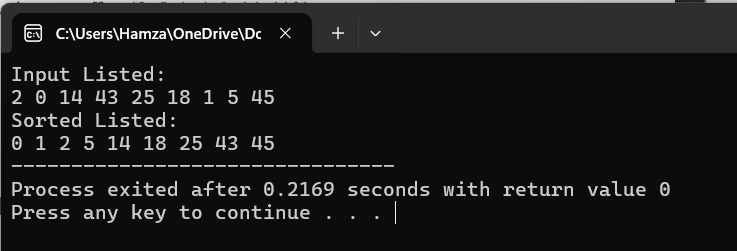 C:\Users\Hamza\OneDrive\Dc
Input Listed:
2 0 14 43 25 18 1 5 45
Sorted Listed:
0 1 2 5 14 18 25 43 45
--------------------------------
Process exited after 0.2169 seconds with return value 0
Press any key to continue . . .